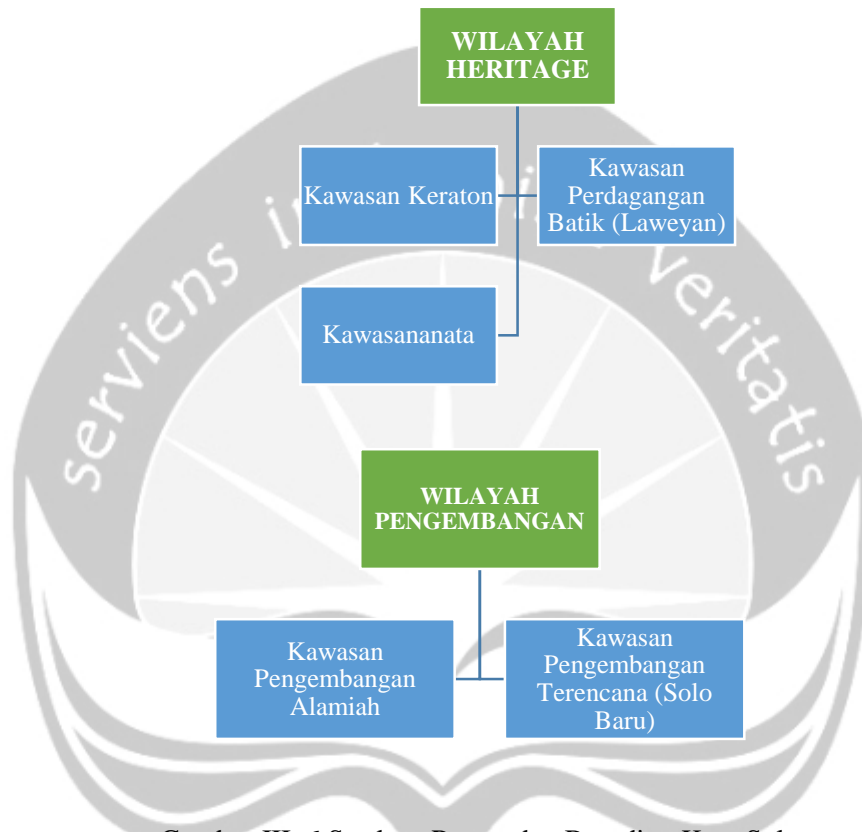 WILAYAH
HERITAGE
Kawasan Keraton
Kawasan
Perdagangan
Batik (Laweyan)
Kawasananata
serviens in veritatis
WILAYAH
PENGEMBANGAN
Kawasan
Pengembangan
Alamiah
Kawasan
Pengembangan
Terencana (Solo
Baru)